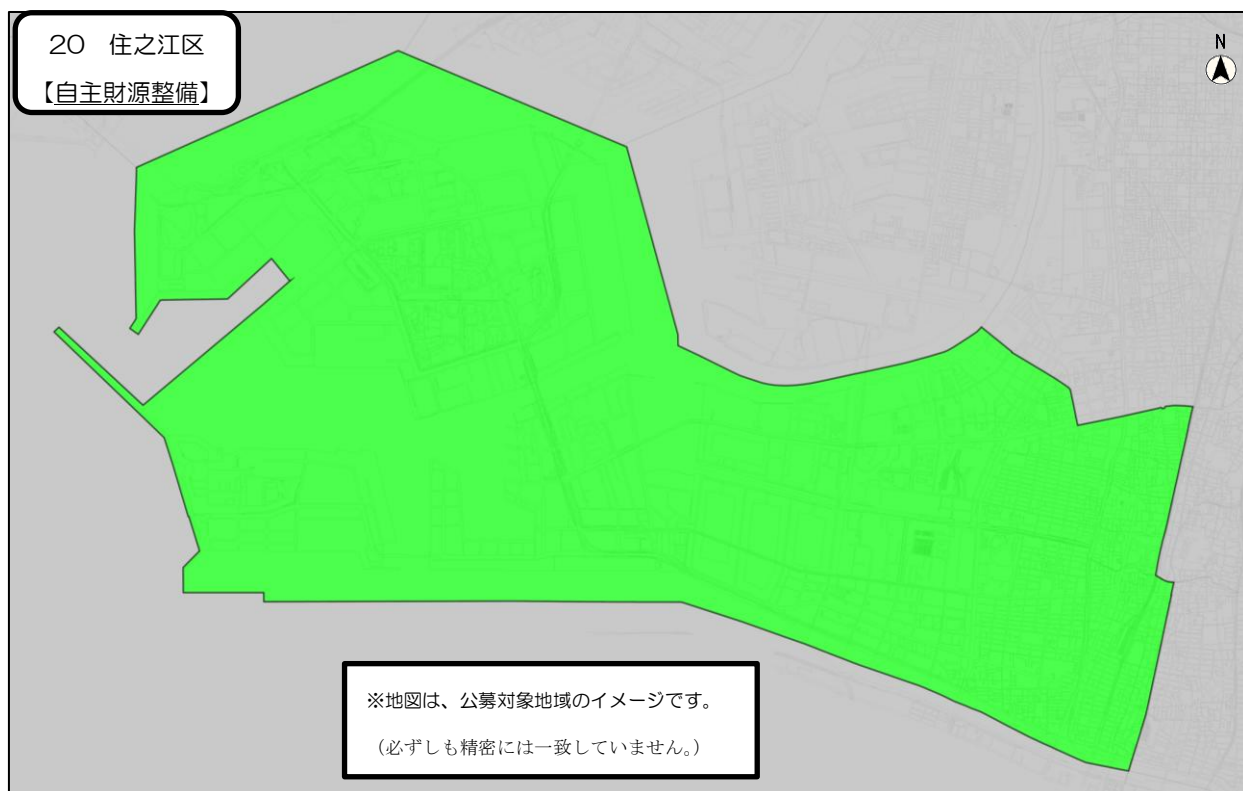 20 住之江区
【自主財源整備】
N
※地図は、公募対象地域のイメージです。
（必ずしも精密には一致していません。）